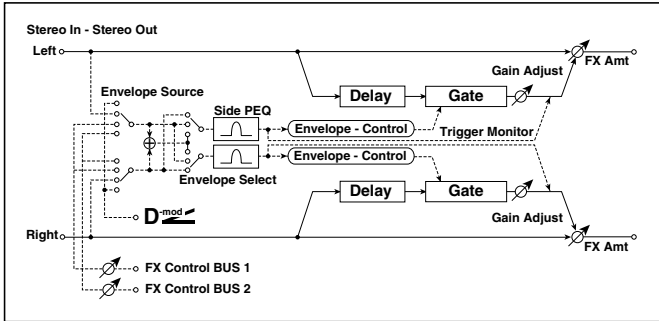 Stereo In - Stereo Out
Left
FX Amt
Gain Adjust
Envelope Source
Side PEQ
Delay
Gate
Envelope - Control
Trigger Monitor
Envelope - Control
Envelope Select
Delay
Gate
D-mod
Gain Adjust
Right
FX Amt
FX Control BUS 1
FX Control BUS 2